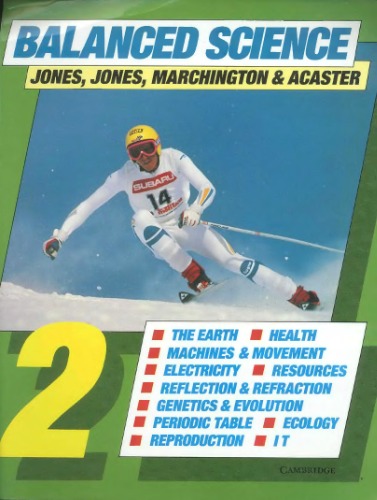 BALANCED SCIENCE
JONES, JONES, MARCHINGTON & ACASTER
SUBARU
14
2
THE EARTH ■ HEALTH
MACHINES & MOVEMENT
ELECTRICITY ■ RESOURCES
REFLECTION & REFRACTION
GENETICS & EVOLUTION
PERIODIC TABLE ■ ECOLOGY
REPRODUCTION ■ I T
CAMBRIDGE